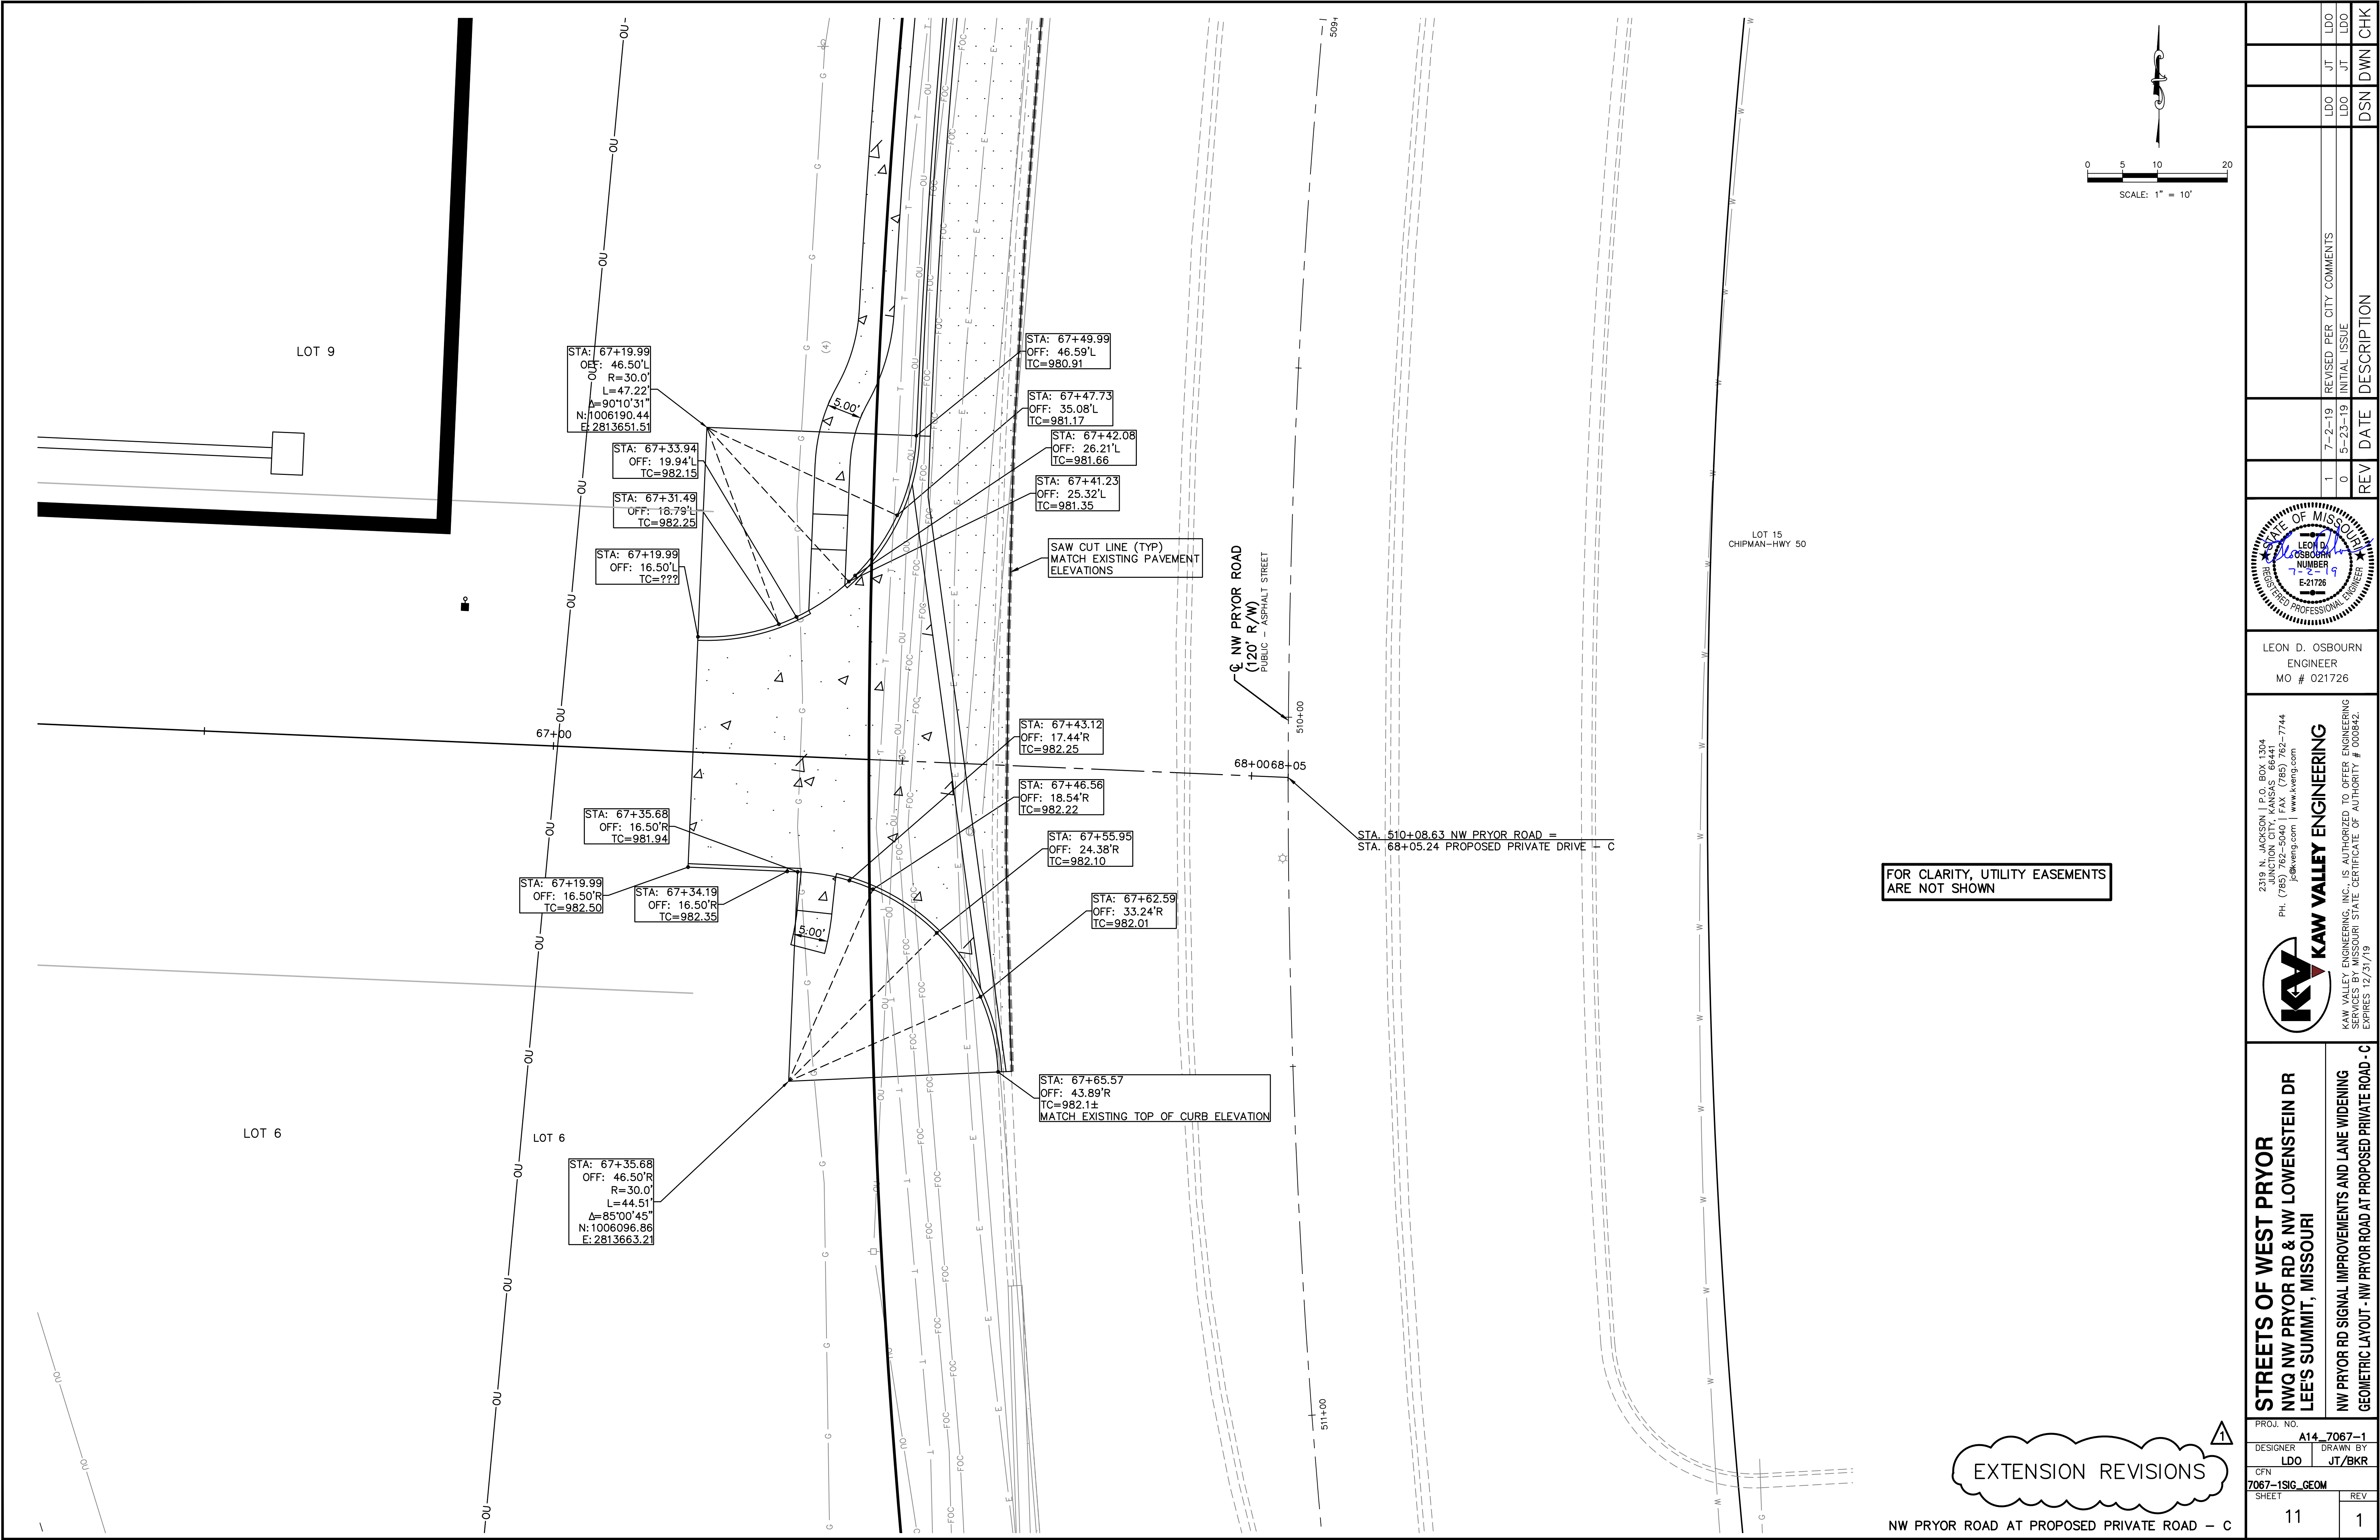 LOT 9
STA: 67+19.99
OFF: 46.50'L
R=30.0'
L=47.22'
Δ=90°10'31"
N:1006190.44
E:2813651.51
STA: 67+33.94
OFF: 19.94'L
TC=982.15
STA: 67+31.49
OFF: 18.79'L
TC=982.25
STA: 67+19.99
OFF: 16.50'L
TC=???
(4)
5.00'
STA: 67+49.99
OFF: 46.59'L
TC=980.91
STA: 67+47.73
OFF: 35.08'L
TC=981.17
STA: 67+42.08
OFF: 26.21'L
TC=981.66
STA: 67+41.23
OFF: 25.32'L
TC=981.35
SAW CUT LINE (TYP)
MATCH EXISTING PAVEMENT
ELEVATIONS
509+
℄ NW PRYOR ROAD
(120' R/W)
PUBLIC - ASPHALT STREET
510+00
67+00
68+00
68+05
STA. 510+08.63 NW PRYOR ROAD =
STA. 68+05.24 PROPOSED PRIVATE DRIVE - C
STA: 67+43.12
OFF: 17.44'R
TC=982.25
STA: 67+46.56
OFF: 18.54'R
TC=982.22
STA: 67+55.95
OFF: 24.38'R
TC=982.10
STA: 67+62.59
OFF: 33.24'R
TC=982.01
STA: 67+65.57
OFF: 43.89'R
TC=982.1±
MATCH EXISTING TOP OF CURB ELEVATION
STA: 67+35.68
OFF: 16.50'R
TC=981.94
STA: 67+19.99
OFF: 16.50'R
TC=982.50
STA: 67+34.19
OFF: 16.50'R
TC=982.35
5.00'
LOT 6
LOT 6
STA: 67+35.68
OFF: 46.50'R
R=30.0'
L=44.51'
Δ=85°00'45"
N:1006096.86
E:2813663.21
511+00
LOT 15
CHIPMAN-HWY 50
0 5 10 20
SCALE: 1" = 10'
FOR CLARITY, UTILITY EASEMENTS
ARE NOT SHOWN
EXTENSION REVISIONS
1
NW PRYOR ROAD AT PROPOSED PRIVATE ROAD - C
1 7-2-19 REVISED PER CITY COMMENTS LDO JT LDO
0 5-23-19 INITIAL ISSUE LDO JT LDO
REV DATE DESCRIPTION DSN DWN CHK
STATE OF MISSOURI
LEON D.
OSBOURN
NUMBER
7-2-19
E-21726
REGISTERED PROFESSIONAL ENGINEER
LEON D. OSBOURN
ENGINEER
MO # 021726
2319 N. JACKSON | P.O. BOX 1304
JUNCTION CITY, KANSAS 66441
PH. (785) 762-5040 | FAX (785) 762-7744
jc@kveng.com | www.kveng.com
KAW VALLEY ENGINEERING
KAW VALLEY ENGINEERING, INC., IS AUTHORIZED TO OFFER ENGINEERING
SERVICES BY MISSOURI STATE CERTIFICATE OF AUTHORITY # 000842.
EXPIRES 12/31/19
STREETS OF WEST PRYOR
NWQ NW PRYOR RD & NW LOWENSTEIN DR
LEE'S SUMMIT, MISSOURI
NW PRYOR RD SIGNAL IMPROVEMENTS AND LANE WIDENING
GEOMETRIC LAYOUT - NW PRYOR ROAD AT PROPOSED PRIVATE ROAD - C
PROJ. NO.
A14_7067-1
DESIGNER DRAWN BY
LDO JT/BKR
CFN
7067-1SIG_GEOM
SHEET REV
11 1